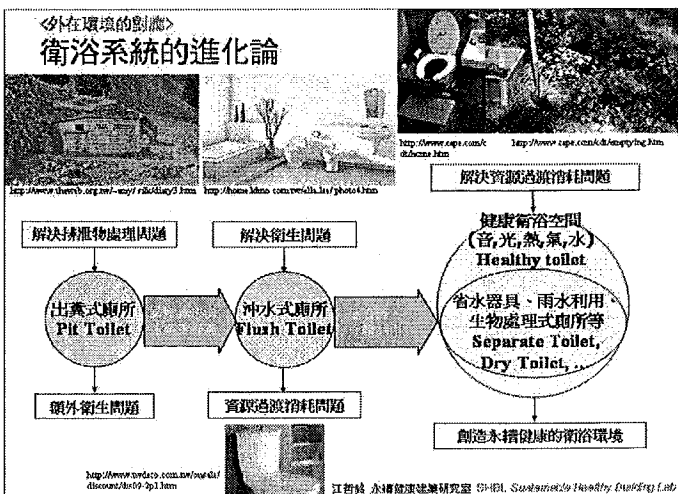 <外在環境的對應>
衛浴系統的進化論
解決資源過渡消耗問題
解決排泄物處理問題
解決衛生問題
健康衛浴空間
(音,光,熱,氣,水)
Healthy toilet
出糞式廁所
Pit Toilet
沖水式廁所
Flush Toilet
省水器具、雨水利用、
生物處理式廁所等
Separate Toilet,
Dry Toilet, ...
額外衛生問題
資源過渡消耗問題
創造永續健康的衛浴環境
江哲銘 永續健康建築研究室 SHBL Sustainable Healthy Building Lab